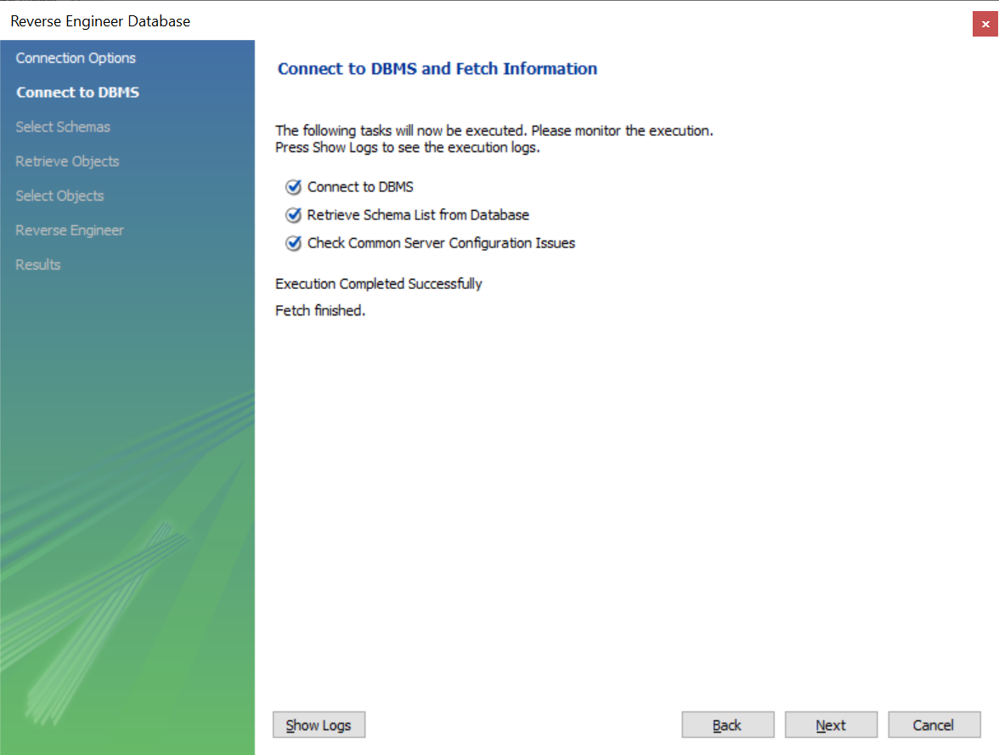 Reverse Engineer Database
Connection Options
Connect to DBMS
Select Schemas
Retrieve Objects
Select Objects
Reverse Engineer
Results
Connect to DBMS and Fetch Information
The following tasks will now be executed. Please monitor the execution.
Press Show Logs to see the execution logs.
Connect to DBMS
Retrieve Schema List from Database
Check Common Server Configuration Issues
Execution Completed Successfully
Fetch finished.
Show Logs
Back
Next
Cancel